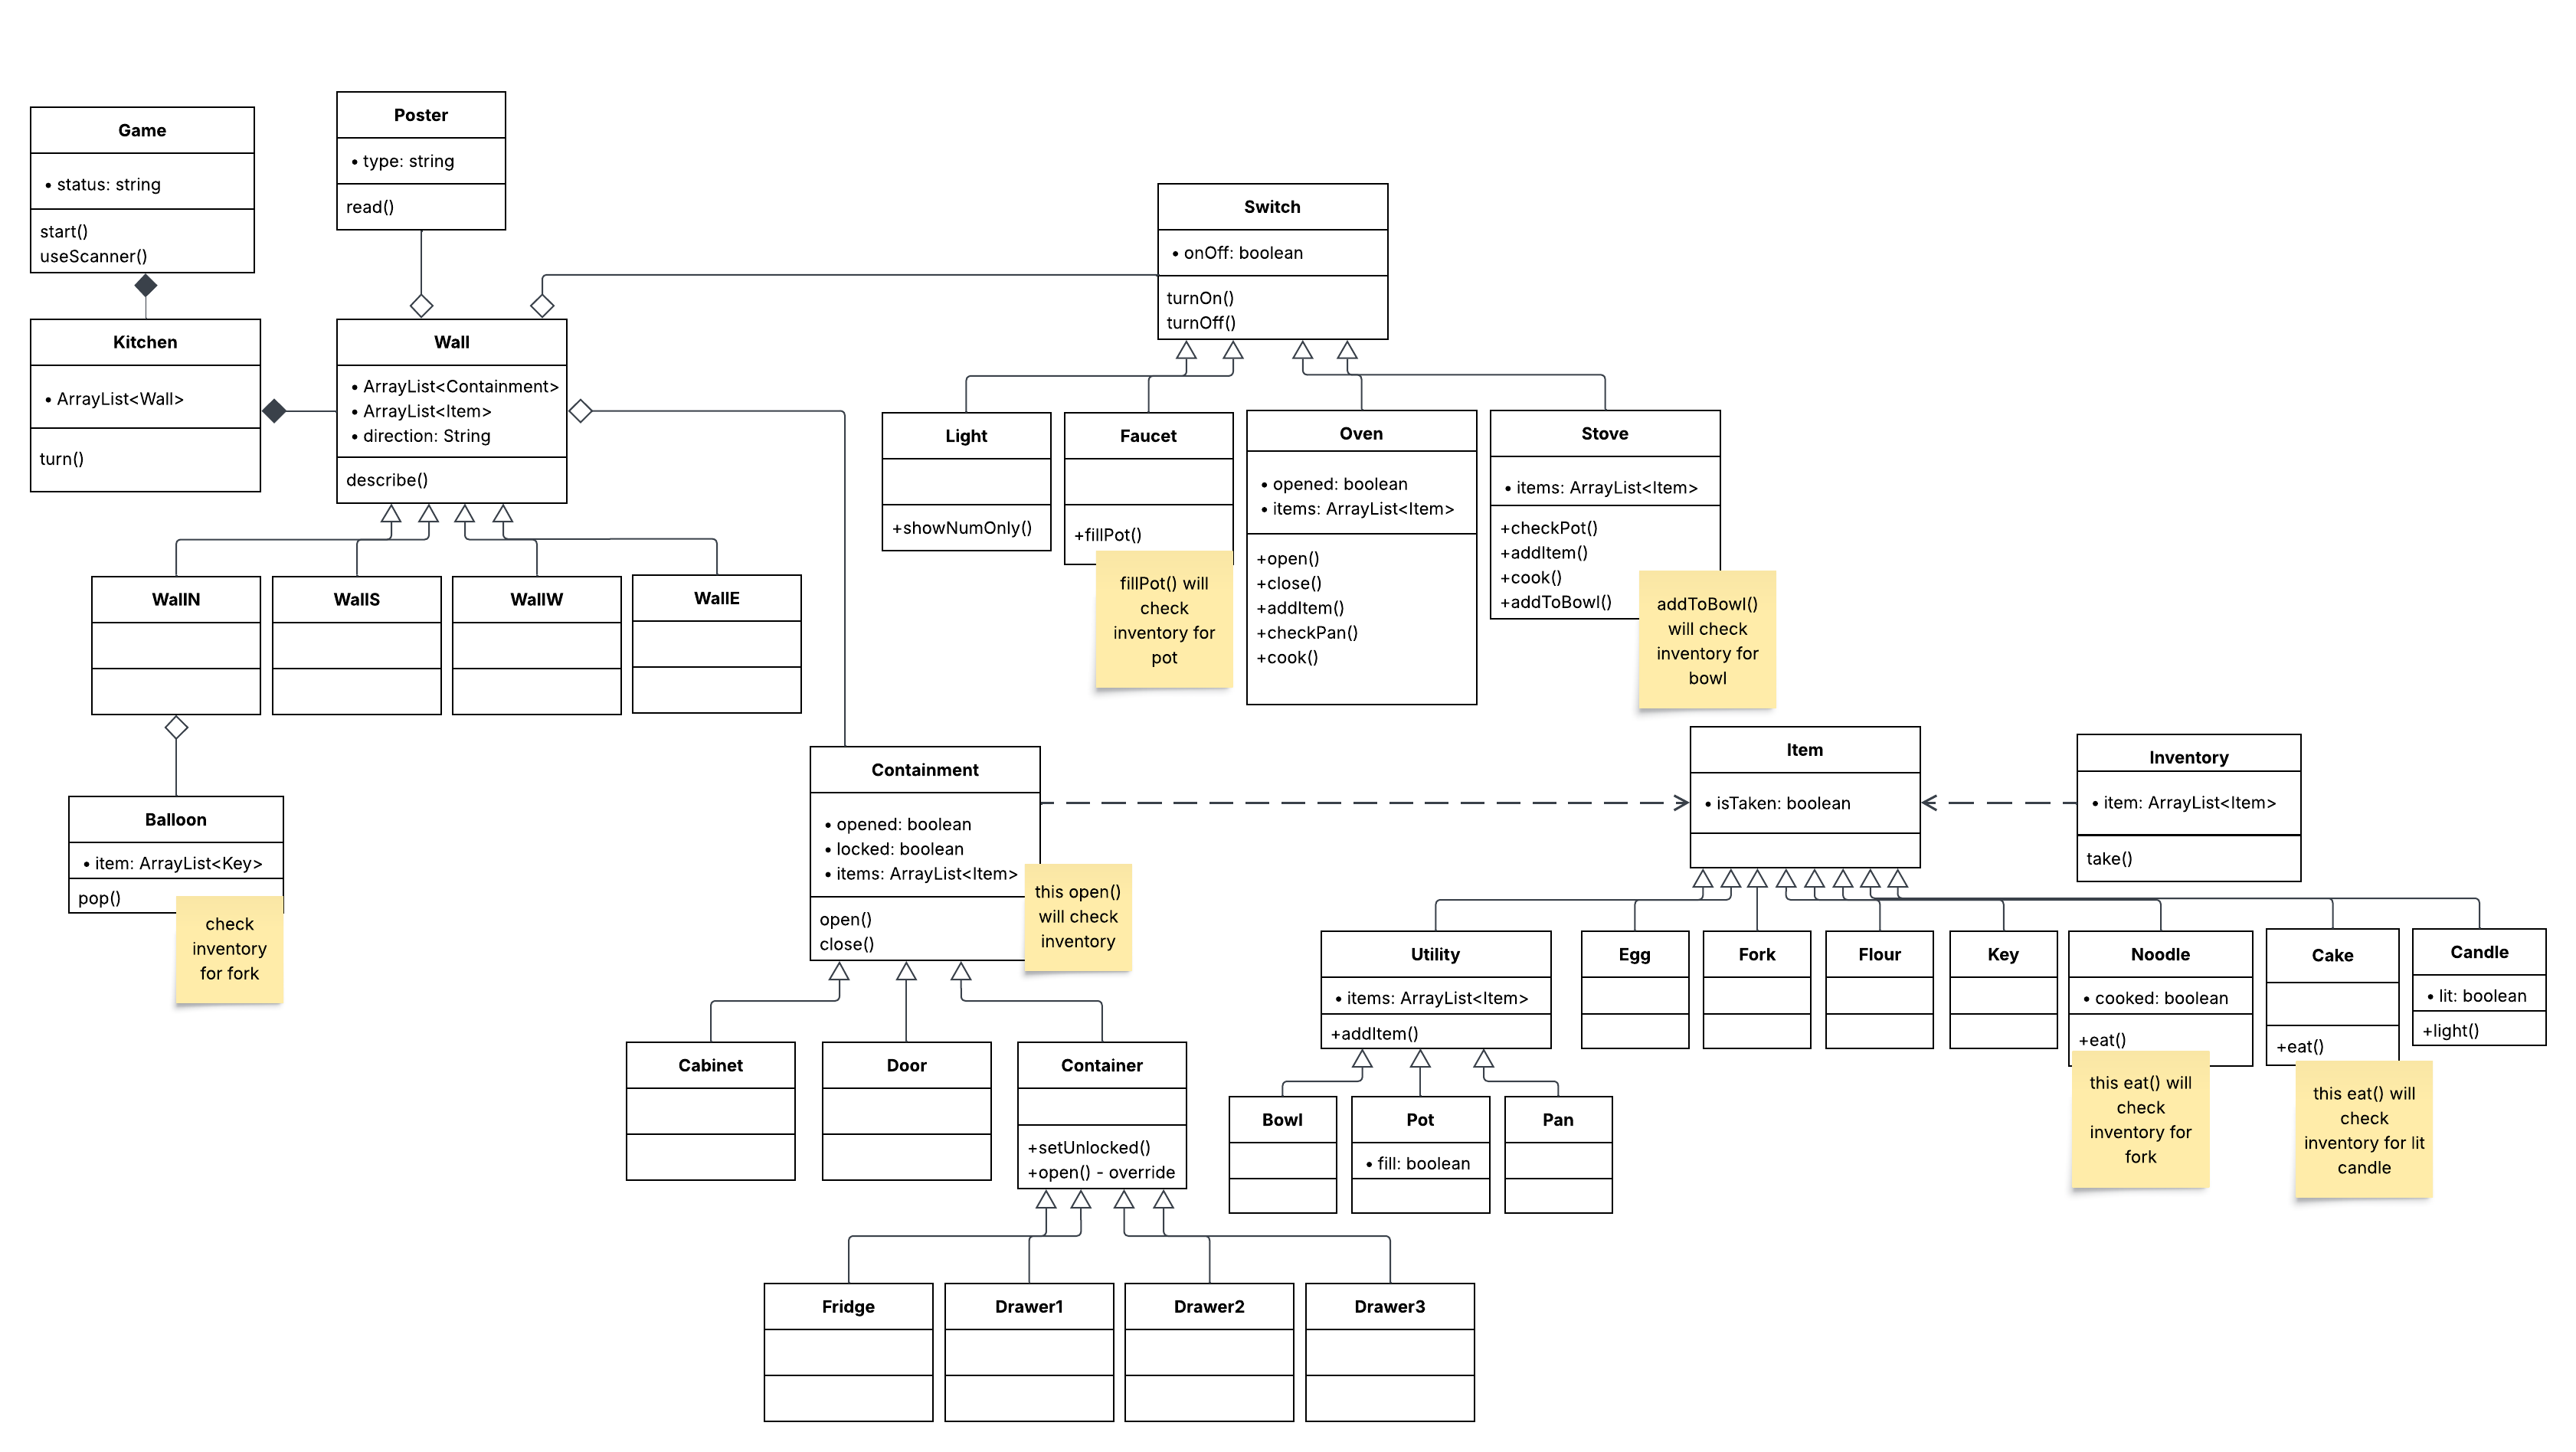 Game
• status: string
start()
useScanner()
Poster
• type: string
read()
Switch
• onOff: boolean
turnOn()
turnOff()
Kitchen
• ArrayList<Wall>
turn()
Wall
• ArrayList<Containment>
• ArrayList<Item>
• direction: String
describe()
Light
+showNumOnly()
Faucet
+fillPot()
fillPot() will
check
inventory for
pot
Oven
• opened: boolean
• items: ArrayList<Item>
+open()
+close()
+addItem()
+checkPan()
+cook()
Stove
• items: ArrayList<Item>
+checkPot()
+addItem()
+cook()
+addToBowl()
addToBowl()
will check
inventory for
bowl
WallN
WallS
WallW
WallE
Balloon
• item: ArrayList<Key>
pop()
check
inventory
for fork
Containment
• opened: boolean
• locked: boolean
• items: ArrayList<Item>
open()
close()
this open()
will check
inventory
Item
• isTaken: boolean
Inventory
• item: ArrayList<Item>
take()
Utility
• items: ArrayList<Item>
+addItem()
Egg
Fork
Flour
Key
Noodle
• cooked: boolean
+eat()
this eat() will
check
inventory for
fork
Cake
+eat()
this eat() will
check
inventory for lit
candle
Candle
• lit: boolean
+light()
Cabinet
Door
Container
+setUnlocked()
+open() - override
Bowl
Pot
• fill: boolean
Pan
Fridge
Drawer1
Drawer2
Drawer3